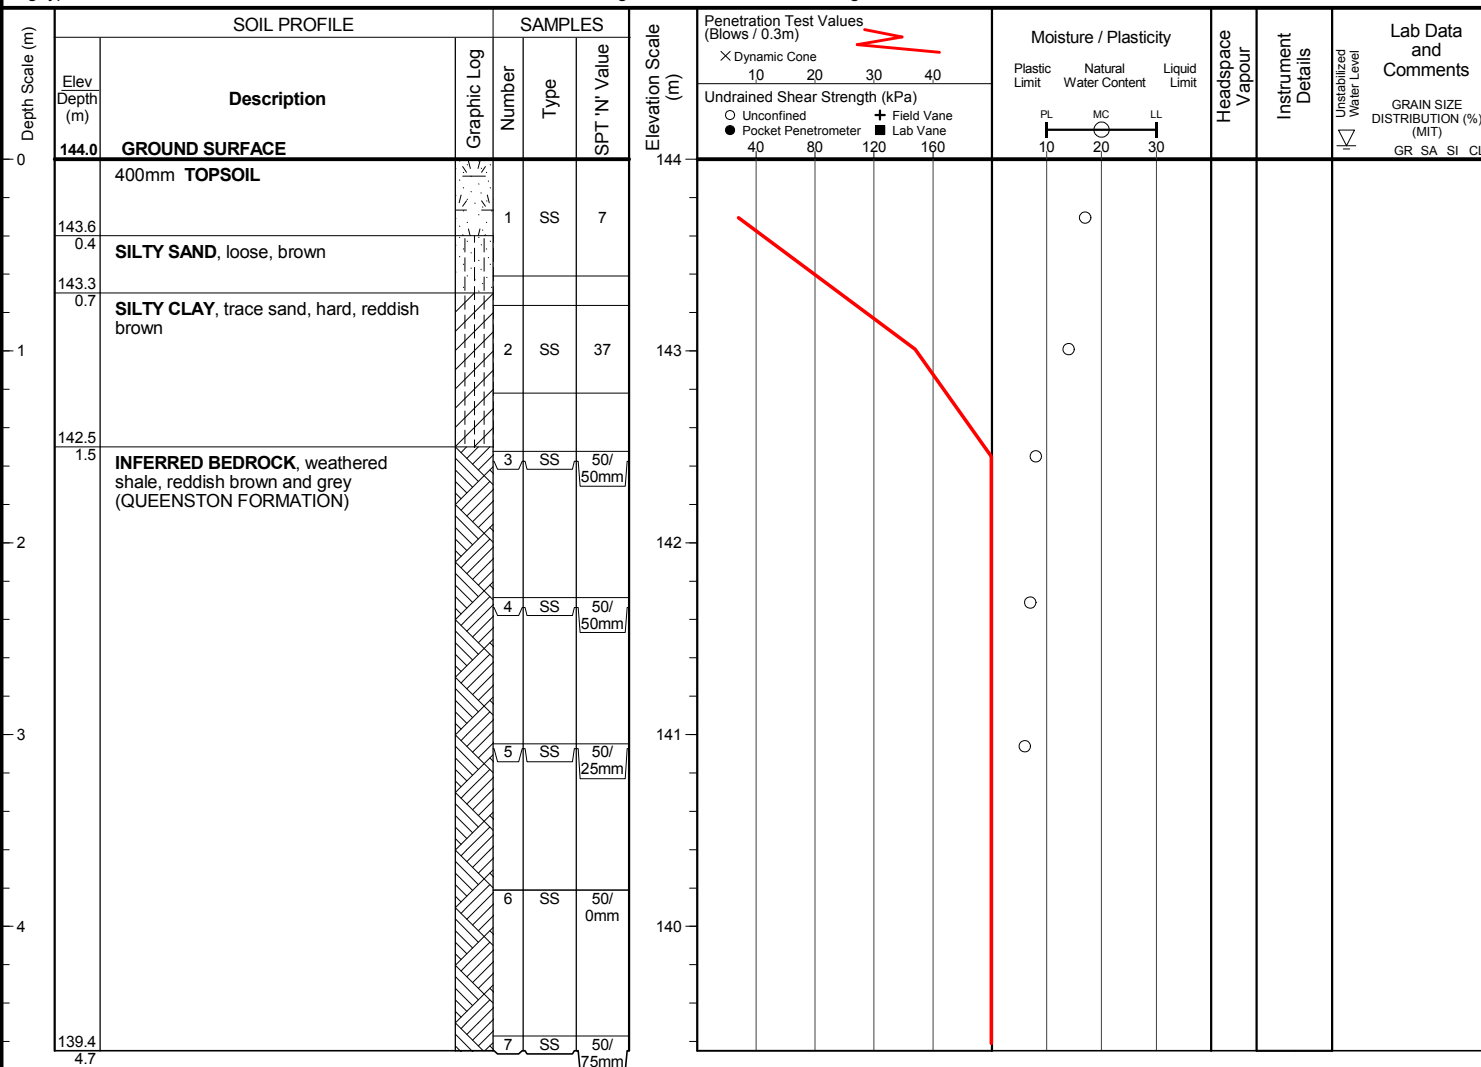 SOIL PROFILE
SAMPLES
Depth Scale (m)
Elev
Depth
(m)
Description
Graphic Log
Number
Type
SPT 'N' Value
Elevation Scale
(m)
Penetration Test Values
(Blows / 0.3m)
Dynamic Cone
10 20 30 40
Undrained Shear Strength (kPa)
Unconfined
Field Vane
Pocket Penetrometer
Lab Vane
40 80 120 160
Moisture / Plasticity
Plastic
Limit
Natural
Water Content
Liquid
Limit
PL MC LL
10 20 30
Headspace
Vapour
Instrument
Details
Unstabilized
Water Level
Lab Data
and
Comments
GRAIN SIZE
DISTRIBUTION (%)
(MIT)
GR SA SI CL
144.0 GROUND SURFACE
0
144
400mm TOPSOIL
1 SS 7
143.6
0.4
SILTY SAND, loose, brown
143.3
0.7
SILTY CLAY, trace sand, hard, reddish
brown
1
2 SS 37
143
142.5
1.5
INFERRED BEDROCK, weathered
shale, reddish brown and grey
(QUEENSTON FORMATION)
3 SS 50/
50mm
2
142
4 SS 50/
50mm
3
141
5 SS 50/
25mm
6 SS 50/
0mm
4
140
139.4
4.7
7 SS 50/
75mm